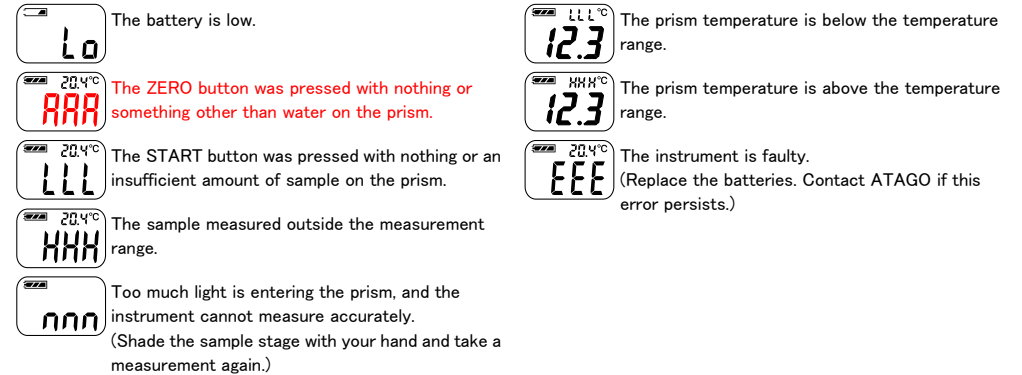 The battery is low.
Lo
20.4°C
The ZERO button was pressed with nothing or
AAA
something other than water on the prism.
20.4°C
The START button was pressed with nothing or an
LLL
insufficient amount of sample on the prism.
20.4°C
The sample measured outside the measurement
HHH
range.
Too much light is entering the prism, and the
nnn
instrument cannot measure accurately.
(Shade the sample stage with your hand and take a
measurement again.)
LLL°C
The prism temperature is below the temperature
12.3
range.
HHH°C
The prism temperature is above the temperature
12.3
range.
20.4°C
The instrument is faulty.
EEE
(Replace the batteries. Contact ATAGO if this
error persists.)